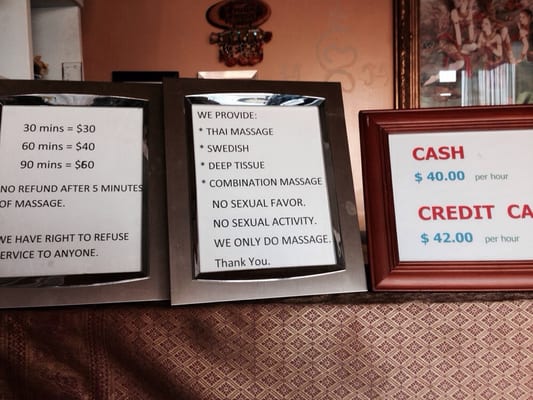 30 mins = $30
60 mins = $40
90 mins = $60
NO REFUND AFTER 5 MINUTES
OF MASSAGE.
WE HAVE RIGHT TO REFUSE
SERVICE TO ANYONE.
WE PROVIDE:
* THAI MASSAGE
* SWEDISH
* DEEP TISSUE
* COMBINATION MASSAGE
NO SEXUAL FAVOR.
NO SEXUAL ACTIVITY.
WE ONLY DO MASSAGE.
Thank You.
CASH
$ 40.00 per hour
CREDIT CA
$ 42.00 per hour